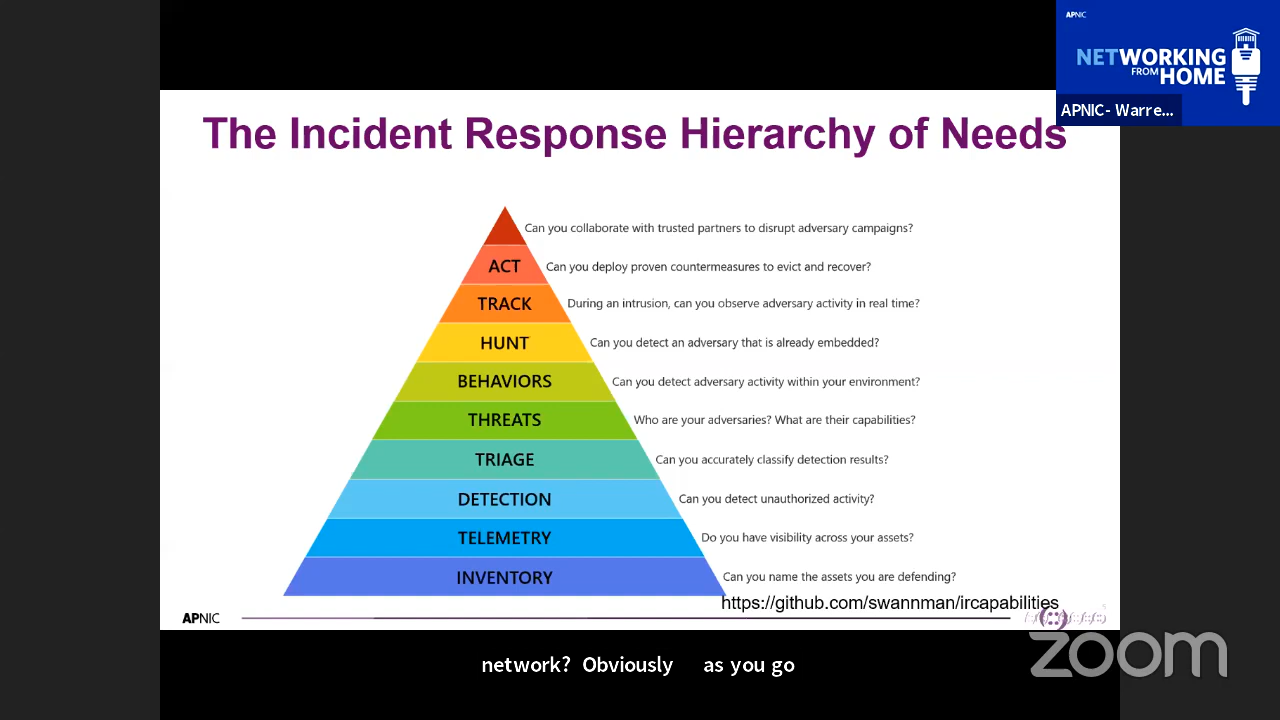 APNIC
NETWORKING
FROM HOME
APNIC- Warre...
The Incident Response Hierarchy of Needs
Can you collaborate with trusted partners to disrupt adversary campaigns?
ACT Can you deploy proven countermeasures to evict and recover?
TRACK During an intrusion, can you observe adversary activity in real time?
HUNT Can you detect an adversary that is already embedded?
BEHAVIORS Can you detect adversary activity within your environment?
THREATS Who are your adversaries? What are their capabilities?
TRIAGE Can you accurately classify detection results?
DETECTION Can you detect unauthorized activity?
TELEMETRY Do you have visibility across your assets?
INVENTORY Can you name the assets you are defending?
https://github.com/swannman/ircapabilities
APNIC
zoom
network? Obviously as you go